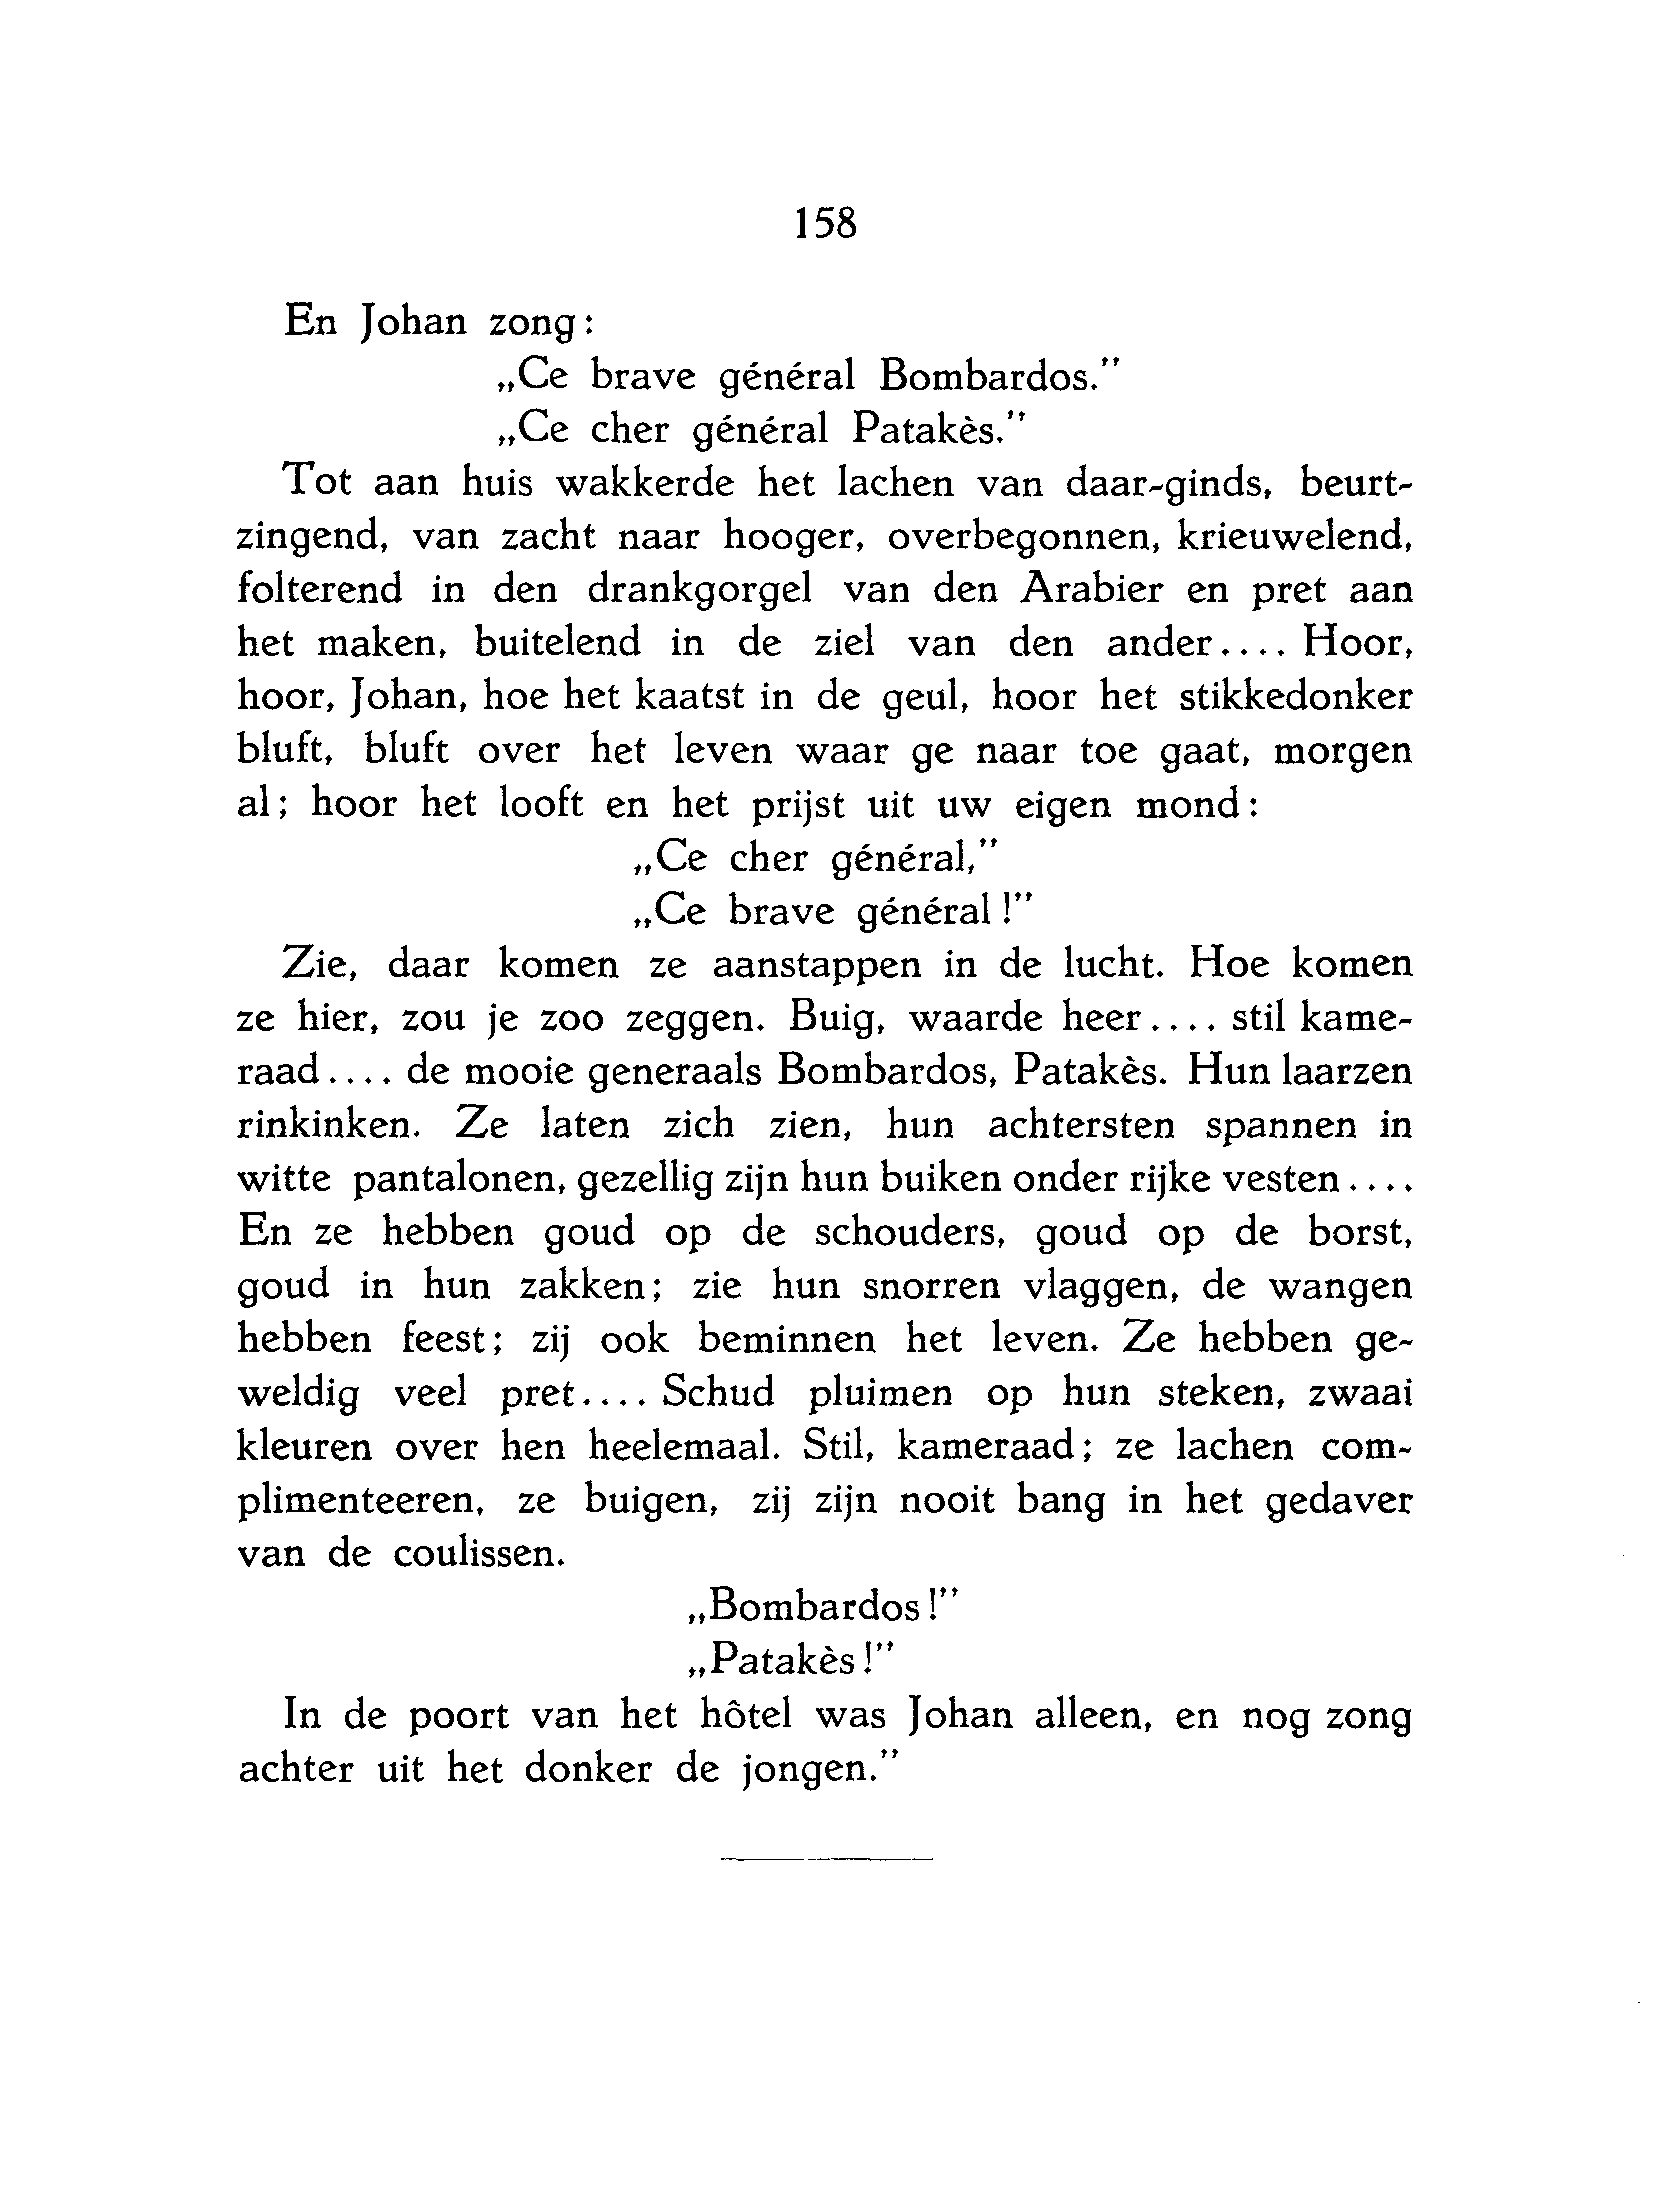 158
En Johan zong:
„Ce brave général Bombardos.”
„Ce cher général Patakès.”
Tot aan huis wakkerde het lachen van daar-ginds, beurt-
zingend, van zacht naar hooger, overbegonnen, krieuwelend,
folterend in den drankgorgel van den Arabier en pret aan
het maken, buitelend in de ziel van den ander.... Hoor,
hoor, Johan, hoe het kaatst in de geul, hoor het stikkedonker
bluft, bluft over het leven waar ge naar toe gaat, morgen
al; hoor het looft en het prijst uit uw eigen mond:
„Ce cher général,”
„Ce brave général!”
Zie, daar komen ze aanstappen in de lucht. Hoe komen
ze hier, zou je zoo zeggen. Buig, waarde heer.... stil kame-
raad.... de mooie generaals Bombardos, Patakès. Hun laarzen
rinkinken. Ze laten zich zien, hun achtersten spannen in
witte pantalonen, gezellig zijn hun buiken onder rijke vesten....
En ze hebben goud op de schouders, goud op de borst,
goud in hun zakken; zie hun snorren vlaggen, de wangen
hebben feest; zij ook beminnen het leven. Ze hebben ge-
weldig veel pret.... Schud pluimen op hun steken, zwaai
kleuren over hen heelemaal. Stil, kameraad; ze lachen com-
plimenteeren, ze buigen, zij zijn nooit bang in het gedaver
van de coulissen.
„Bombardos!”
„Patakès!”
In de poort van het hôtel was Johan alleen, en nog zong
achter uit het donker de jongen.”